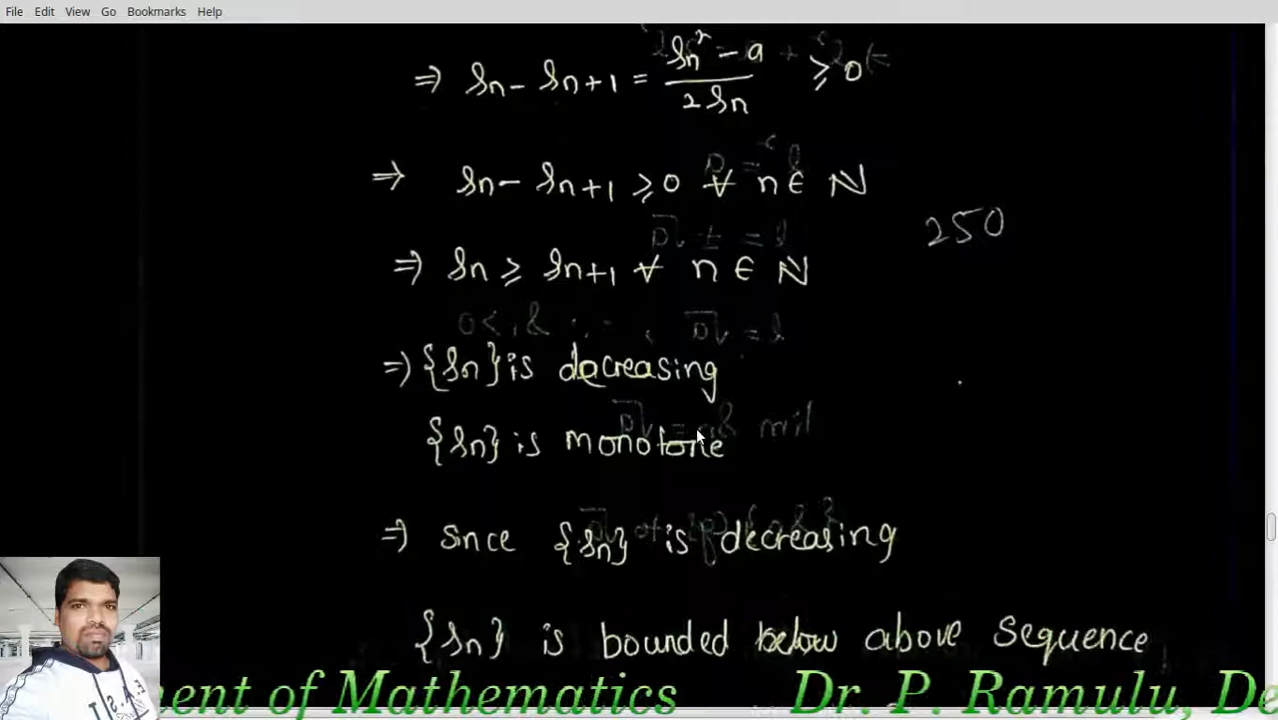 File Edit View Go Bookmarks Help
⇒ Sn - Sn+1 = Sn² - a / 2Sn ≥ 0
⇒ Sn - Sn+1 ≥ 0 ∀ n ∈ N
250
⇒ Sn ≥ Sn+1 ∀ n ∈ N
⇒ {Sn} is decreasing
{Sn} is monotone
⇒ Since {Sn} is decreasing
{Sn} is bounded below above sequence
ent of Mathematics Dr. P. Ramulu, De